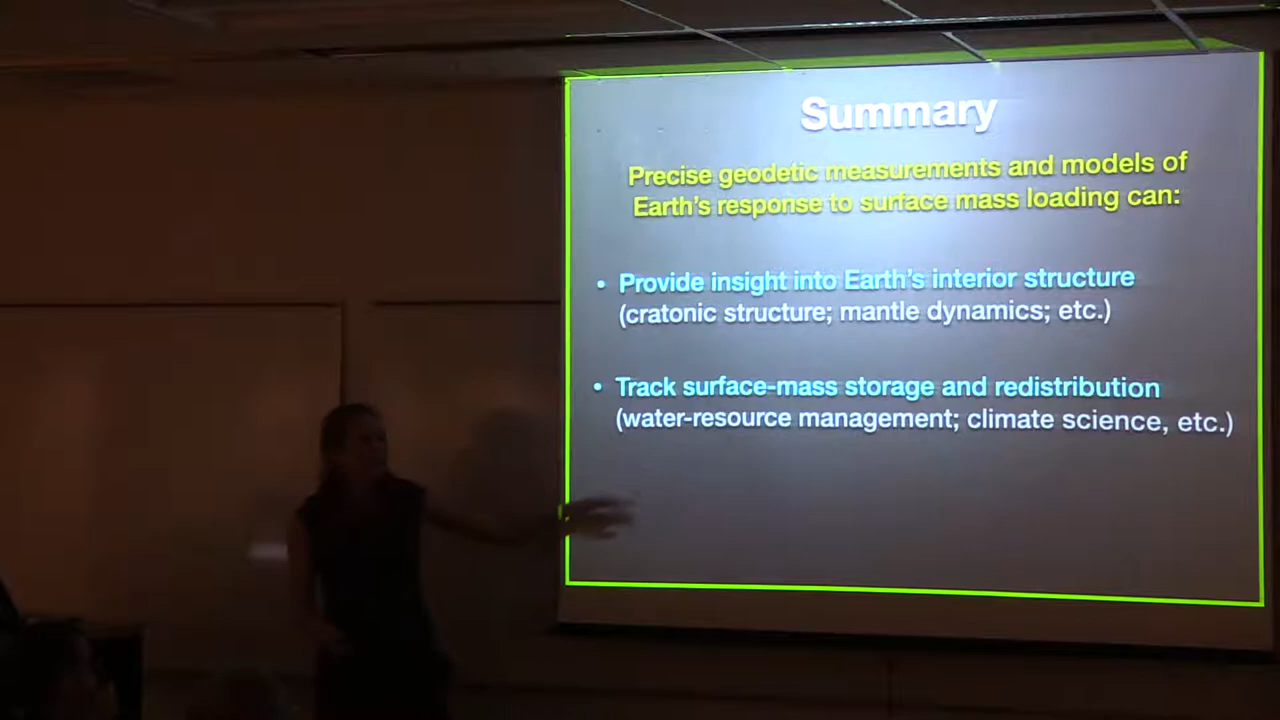 Summary
Precise geodetic measurements and models of
Earth's response to surface mass loading can:
• Provide insight into Earth's interior structure
(cratonic structure; mantle dynamics; etc.)
• Track surface-mass storage and redistribution
(water-resource management; climate science, etc.)